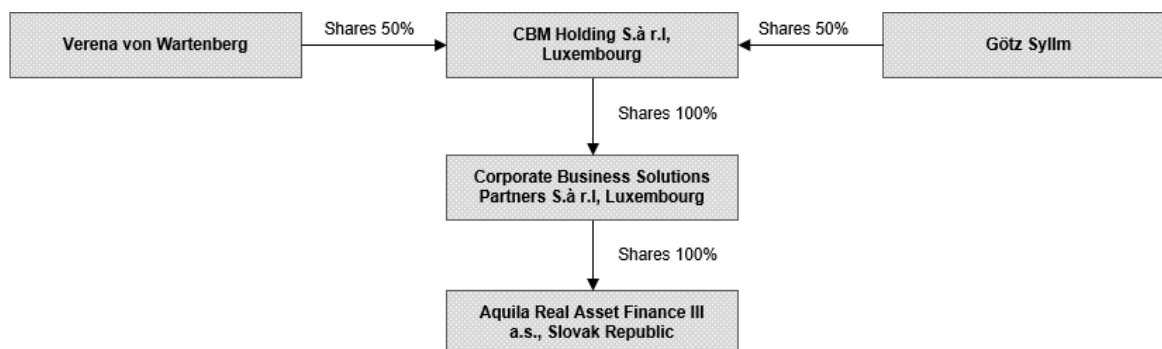 Verena von Wartenberg
Shares 50%
CBM Holding S.à r.l,
Luxembourg
Shares 50%
Götz Syllm
Shares 100%
Corporate Business Solutions
Partners S.à r.l, Luxembourg
Shares 100%
Aquila Real Asset Finance III
a.s., Slovak Republic